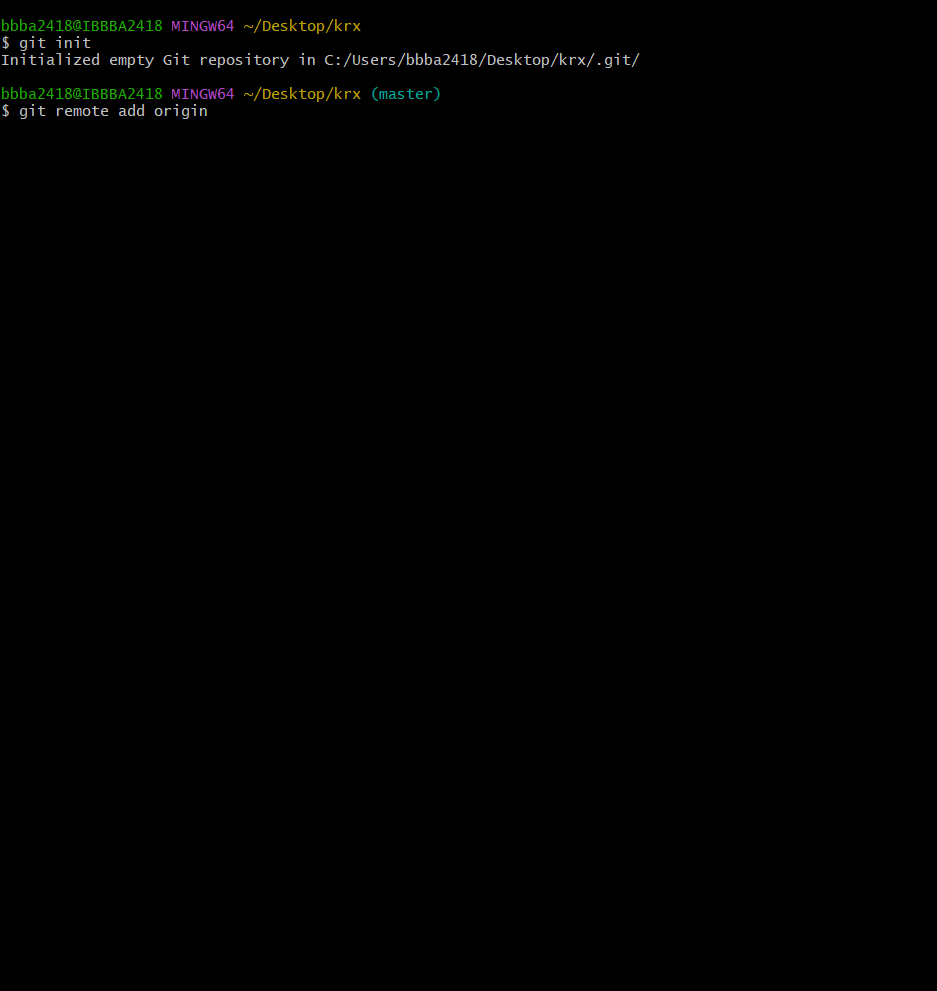 bbba2418@IBBBA2418 MINGW64 ~/Desktop/krx
$ git init
Initialized empty Git repository in C:/Users/bbba2418/Desktop/krx/.git/
bbba2418@IBBBA2418 MINGW64 ~/Desktop/krx (master)
$ git remote add origin